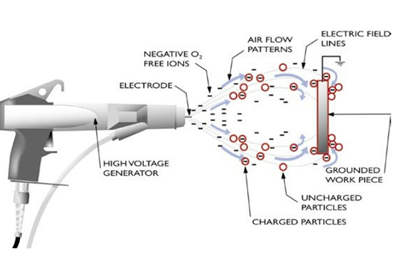 NEGATIVE O2
FREE IONS
AIR FLOW
PATTERNS
ELECTRIC FIELD
LINES
ELECTRODE
HIGH VOLTAGE
GENERATOR
GROUNDED
WORK PIECE
UNCHARGED
PARTICLES
CHARGED PARTICLES